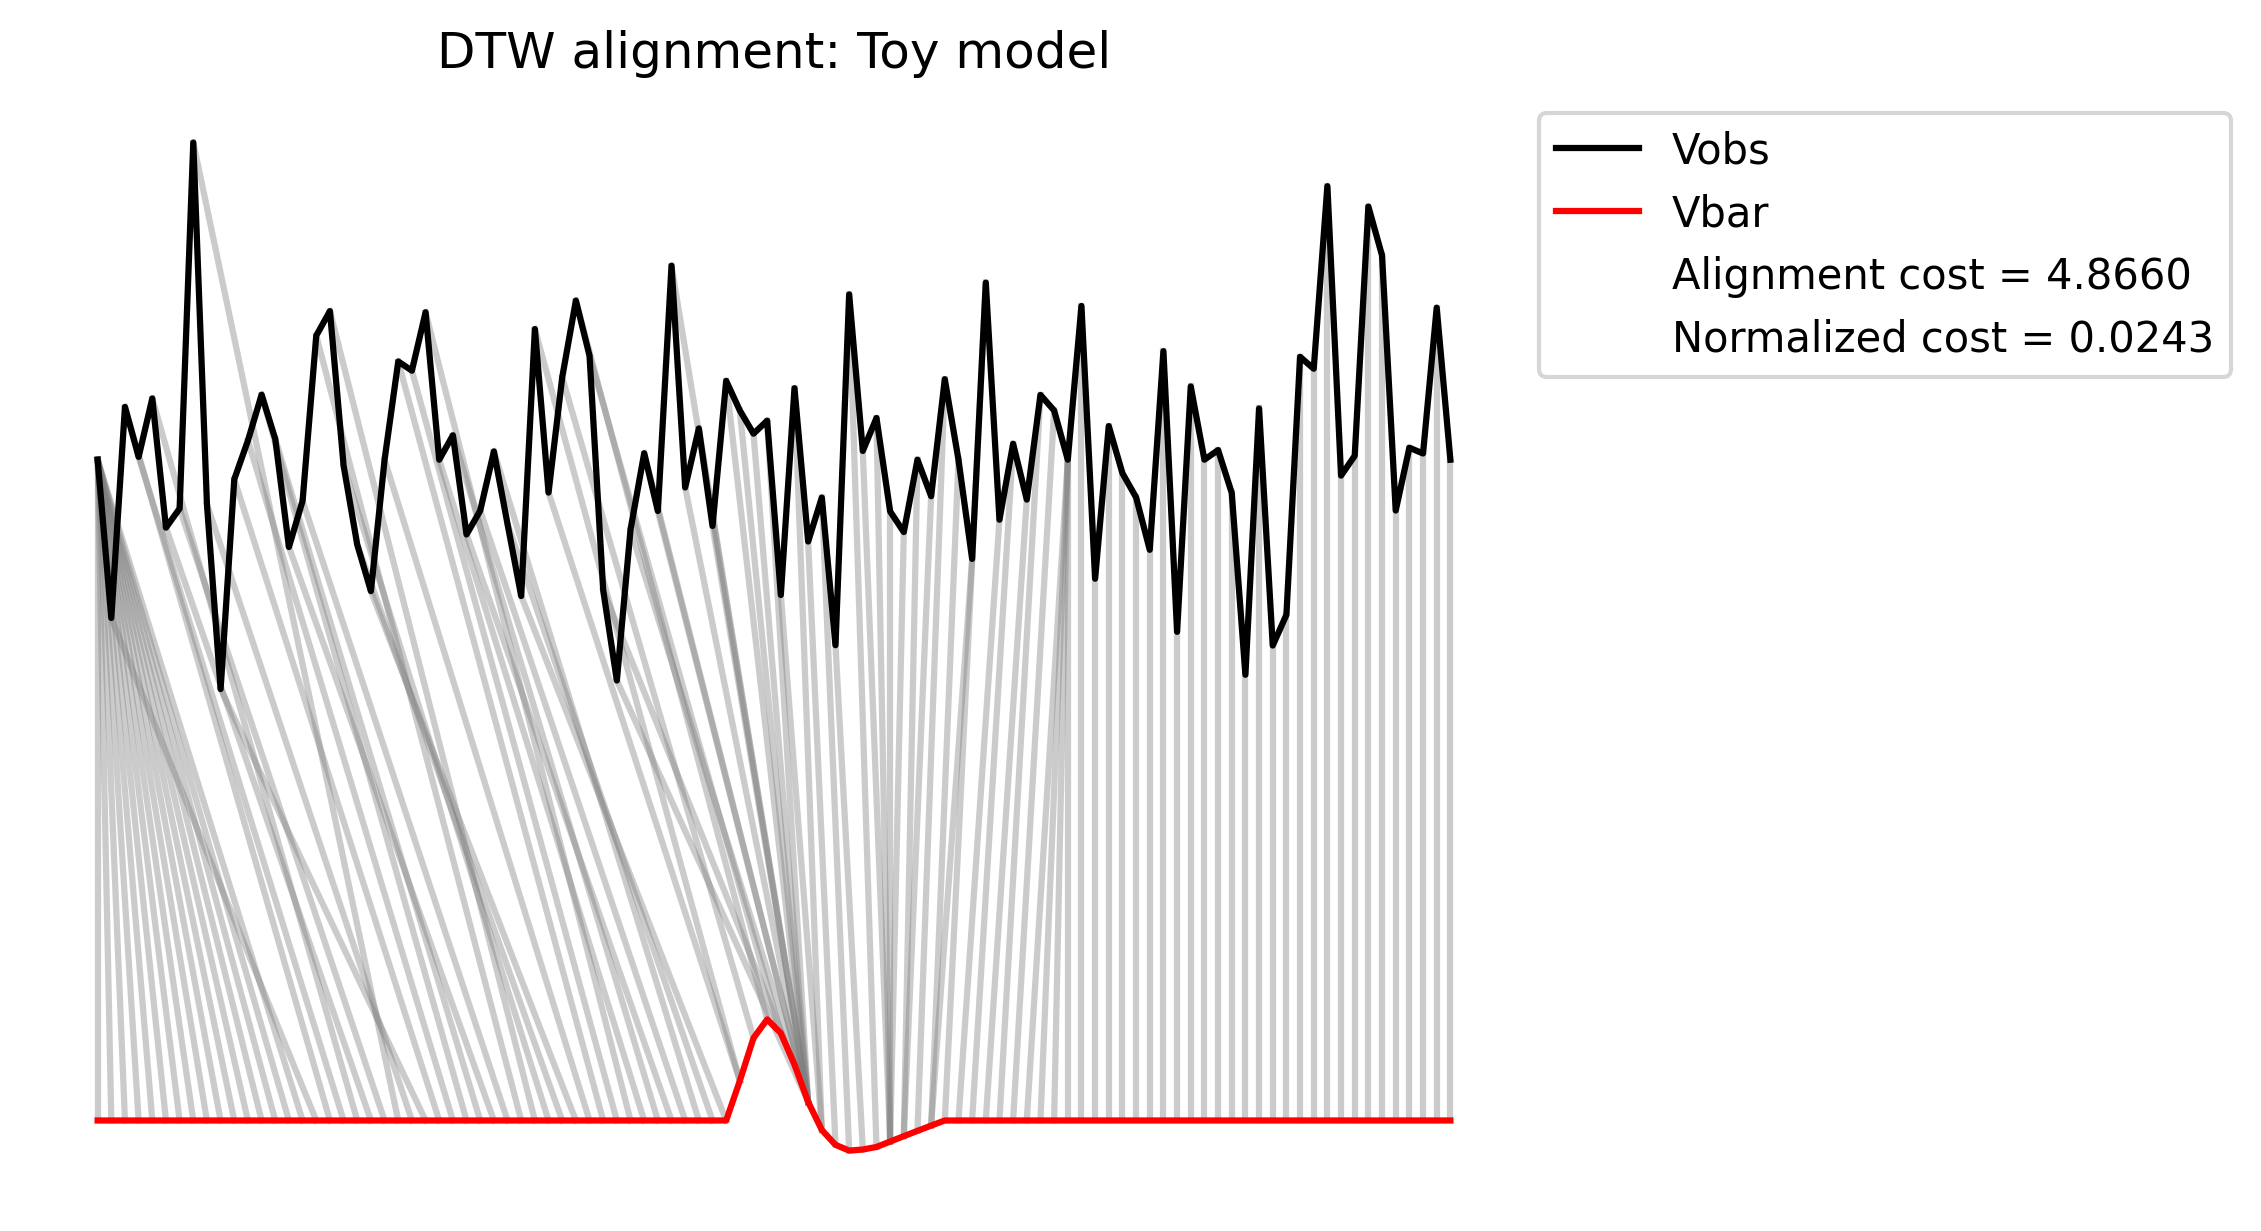 DTW alignment: Toy model
Vobs
Vbar
Alignment cost = 4.8660
Normalized cost = 0.0243